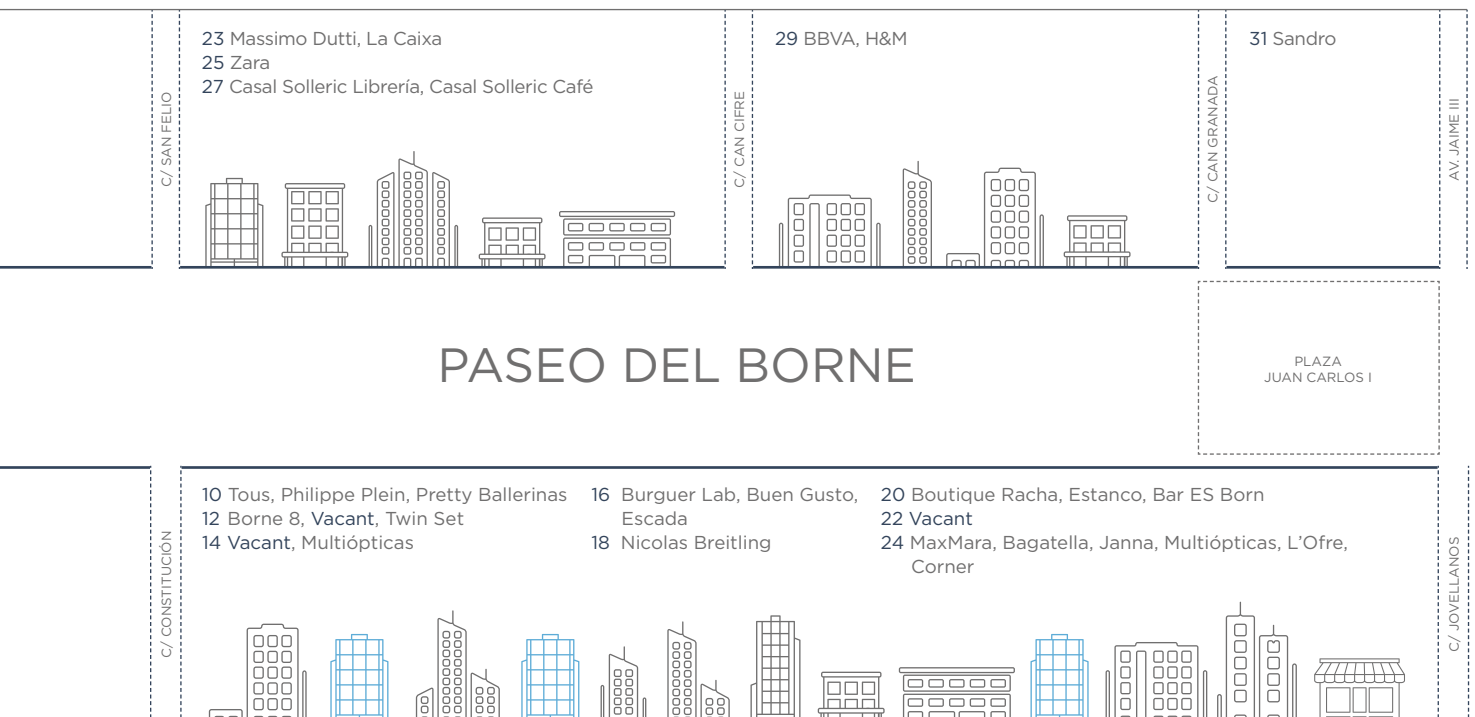 23 Massimo Dutti, La Caixa
25 Zara
27 Casal Solleric Librería, Casal Solleric Café
29 BBVA, H&M
31 Sandro
C/ SAN FELIO
C/ CAN CIFRE
C/ CAN GRANADA
AV. JAIME III
PASEO DEL BORNE
PLAZA
JUAN CARLOS I
10 Tous, Philippe Plein, Pretty Ballerinas
12 Borne 8, Vacant, Twin Set
14 Vacant, Multiópticas
16 Burguer Lab, Buen Gusto,
Escada
18 Nicolas Breitling
20 Boutique Racha, Estanco, Bar ES Born
22 Vacant
24 MaxMara, Bagatella, Janna, Multiópticas, L'Ofre,
Corner
C/ CONSTITUCIÓN
C/ JOVELLANOS